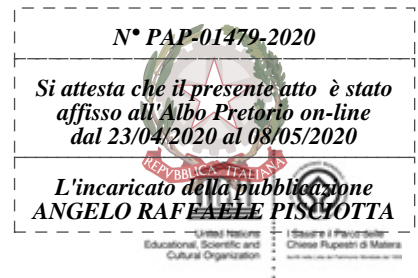 N° PAP-01479-2020
Si attesta che il presente atto è stato
affisso all'Albo Pretorio on-line
dal 23/04/2020 al 08/05/2020
REPVBBLICA ITALIANA
L'incaricato della pubblicazione
ANGELO RAFFAELE PISCIOTTA
United Nations
Educational, Scientific and
Cultural Organization
I Sassi e il Parco delle
Chiese Rupestri di Matera